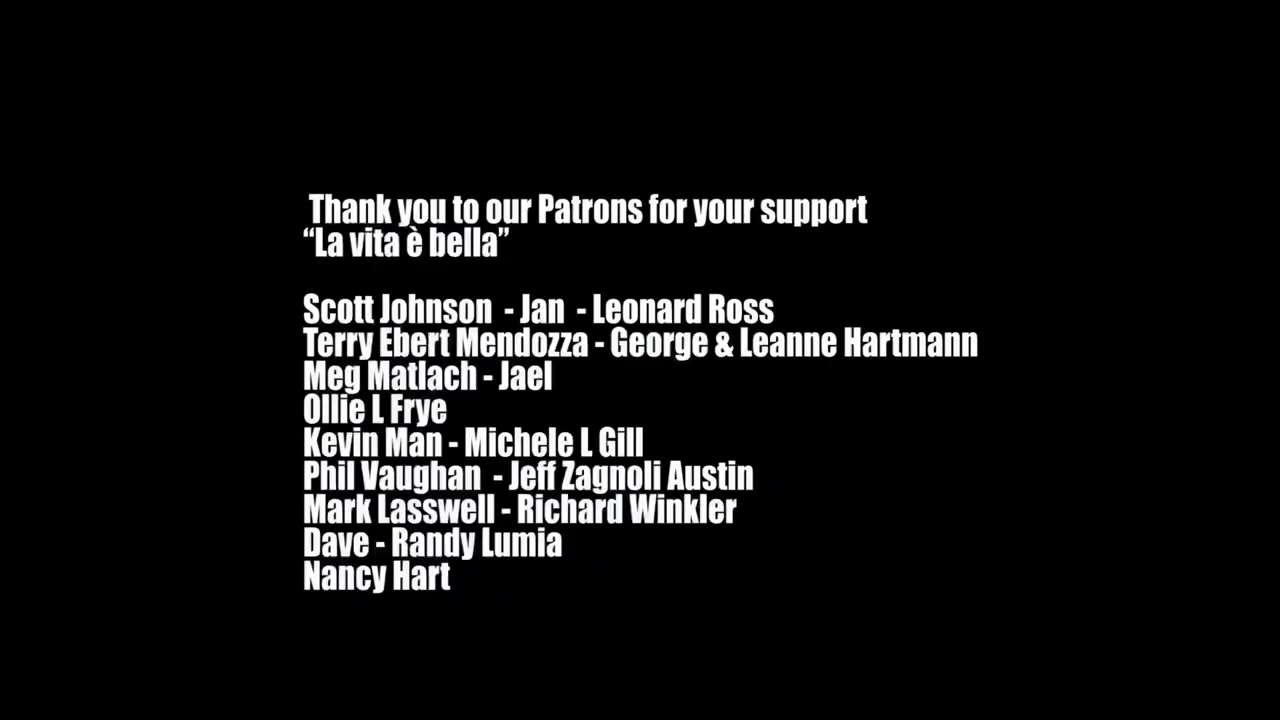 Thank you to our Patrons for your support
“La vita è bella”
Scott Johnson - Jan - Leonard Ross
Terry Ebert Mendozza - George & Leanne Hartmann
Meg Matlach - Jael
Ollie L Frye
Kevin Man - Michele L Gill
Phil Vaughan - Jeff Zagnoli Austin
Mark Lasswell - Richard Winkler
Dave - Randy Lumia
Nancy Hart